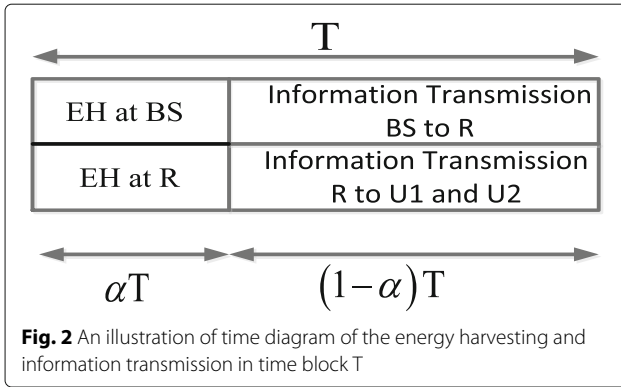 T
EH at BS
Information Transmission
BS to R
EH at R
Information Transmission
R to U1 and U2
αT
(1-α)T
Fig. 2 An illustration of time diagram of the energy harvesting and
information transmission in time block T